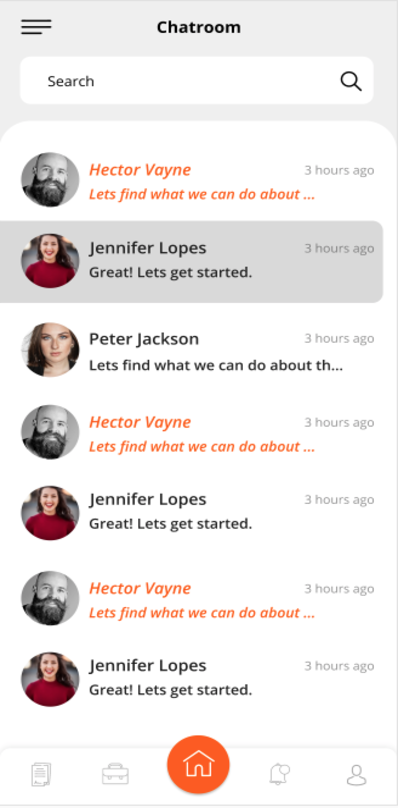 Chatroom
Search
Hector Vayne 3 hours ago
Lets find what we can do about ...
Jennifer Lopes 3 hours ago
Great! Lets get started.
Peter Jackson 3 hours ago
Lets find what we can do about th...
Hector Vayne 3 hours ago
Lets find what we can do about ...
Jennifer Lopes 3 hours ago
Great! Lets get started.
Hector Vayne 3 hours ago
Lets find what we can do about ...
Jennifer Lopes 3 hours ago
Great! Lets get started.